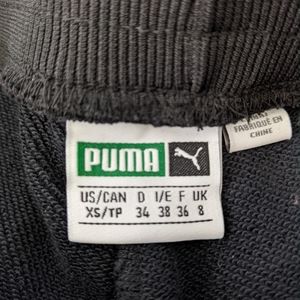 PUMA
US/CAN D I/E F UK
XS/TP 34 38 36 8
FABRIQUÉ EN
CHINE